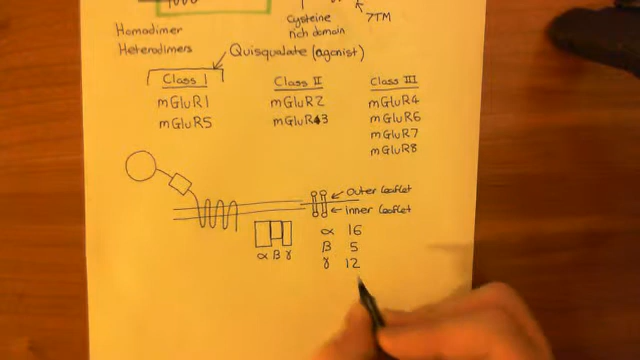 cysteine
rich domain
7TM
Homodimer
Heterodimers
Quisqualate (agonist)
Class I
mGluR1
mGluR5
Class II
mGluR2
mGluR3
Class III
mGluR4
mGluR6
mGluR7
mGluR8
Outer leaflet
inner leaflet
α β γ
α 16
β 5
γ 12